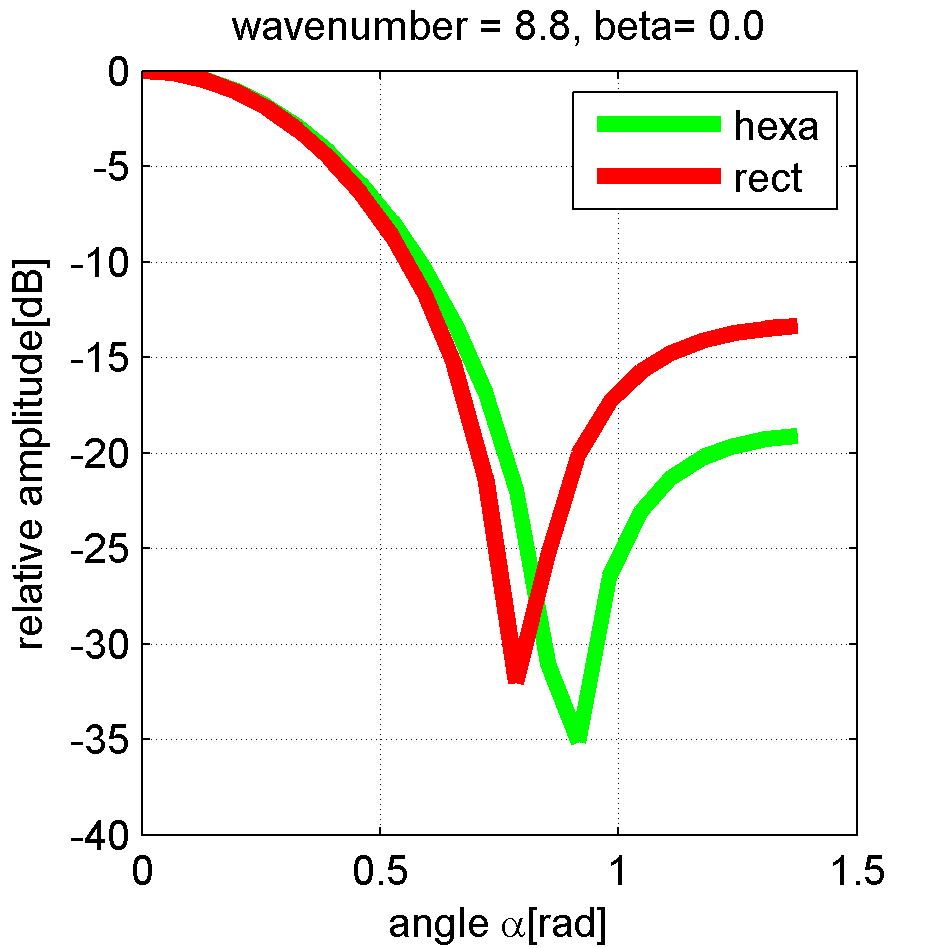 wavenumber = 8.8, beta= 0.0
hexa
rect
relative amplitude[dB]
0
-5
-10
-15
-20
-25
-30
-35
-40
0 0.5 1 1.5
angle α[rad]